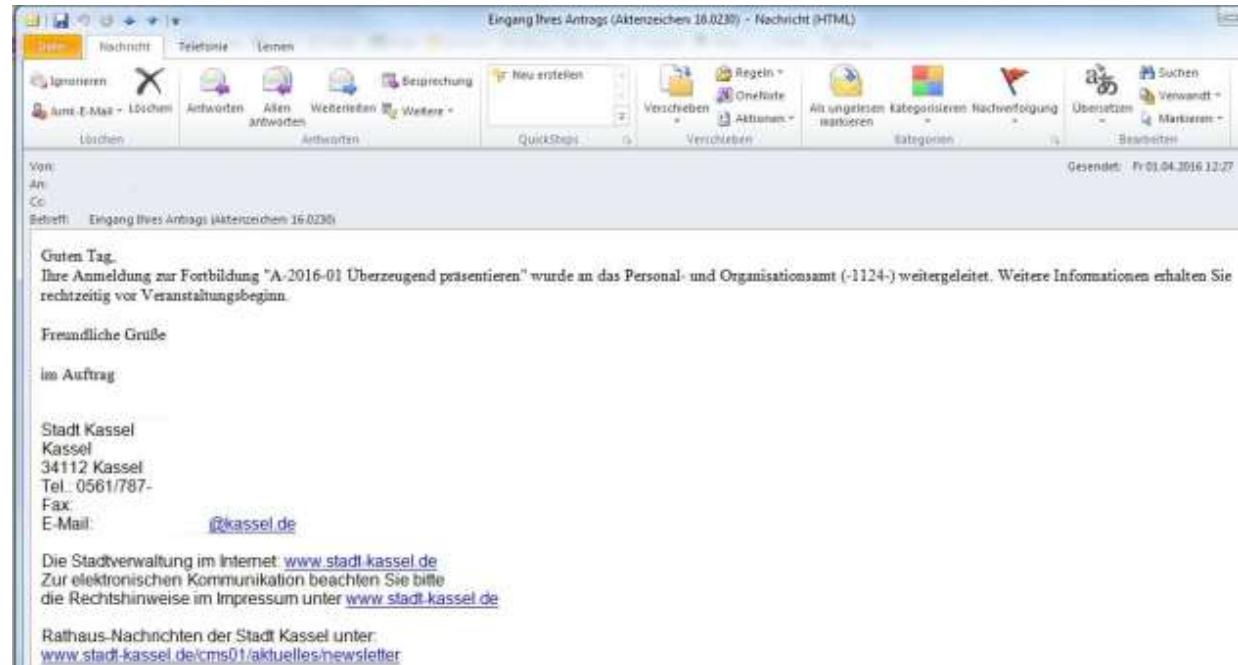 Eingang Ihres Antrags (Aktenzeichen 16.0230) - Nachricht (HTML)
Datei Nachricht Telefonie Lernen
Ignorieren
Löschen
Antworten
Allen antworten
Weiterleiten
Besprechung
Weitere
Neu erstellen
Verschieben
Regeln
OneNote
Aktionen
Als ungelesen markieren
Kategorisieren
Nachverfolgung
Übersetzen
Suchen
Verwandt
Markieren
Löschen Antworten QuickSteps Verschieben Kategorien Bearbeiten
Von: Gesendet: Fr 01.04.2016 12:27
An:
Cc:
Betreff: Eingang Ihres Antrags (Aktenzeichen 16.0230)
Guten Tag,
Ihre Anmeldung zur Fortbildung "A-2016-01 Überzeugend präsentieren" wurde an das Personal- und Organisationsamt (-1124-) weitergeleitet. Weitere Informationen erhalten Sie
rechtzeitig vor Veranstaltungsbeginn.
Freundliche Grüße
im Auftrag
Stadt Kassel
Kassel
34112 Kassel
Tel.: 0561/787-
Fax:
E-Mail: @kassel.de
Die Stadtverwaltung im Internet: www.stadt-kassel.de
Zur elektronischen Kommunikation beachten Sie bitte
die Rechtshinweise im Impressum unter www.stadt-kassel.de
Rathaus-Nachrichten der Stadt Kassel unter:
www.stadt-kassel.de/cms01/aktuelles/newsletter